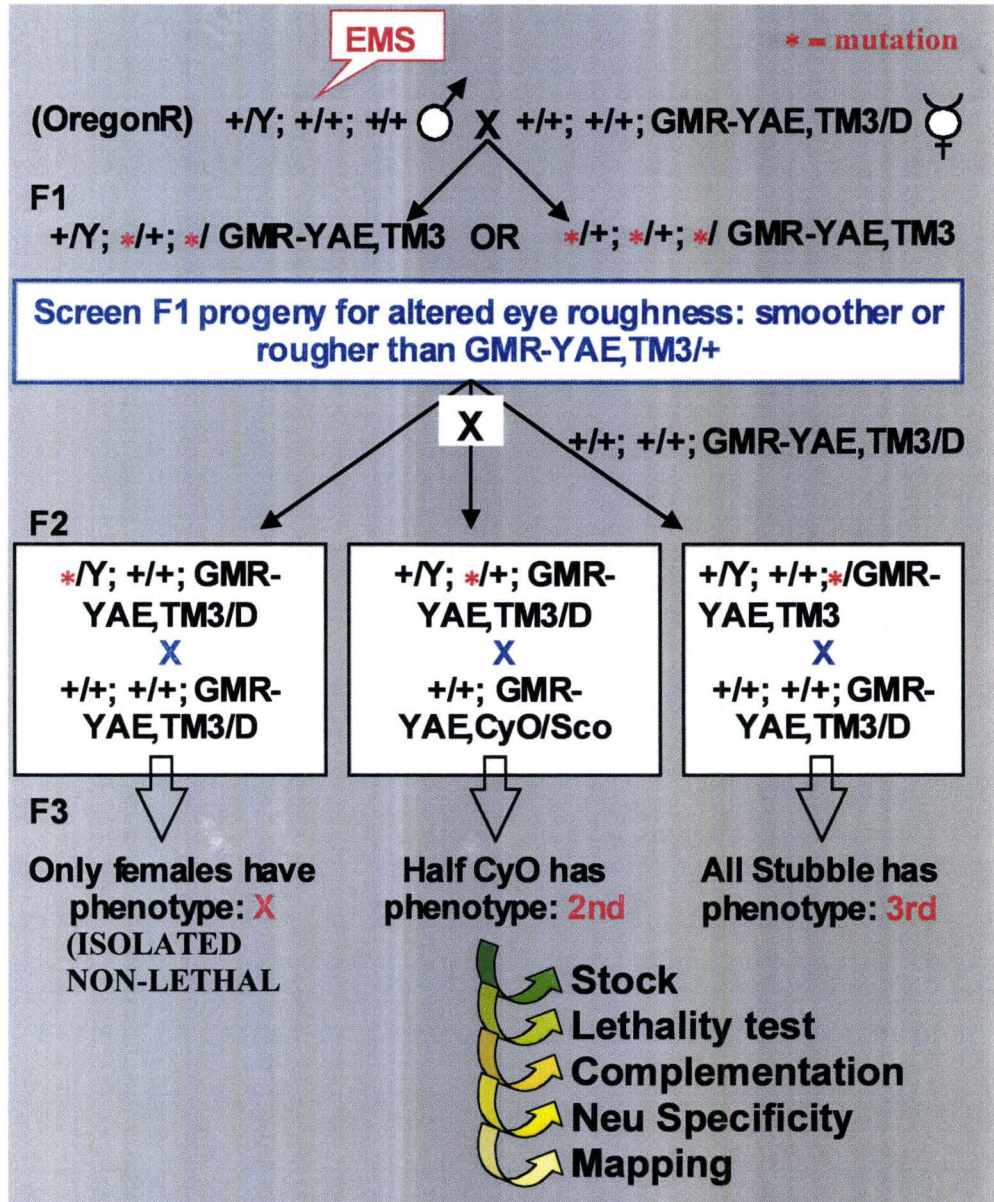 EMS
* = mutation
(OregonR) +/Y; +/+; +/+ ♂ X +/+; +/+; GMR-YAE,TM3/D ☿
F1
+/Y; */+; */ GMR-YAE,TM3 OR */+; */+; */ GMR-YAE,TM3
Screen F1 progeny for altered eye roughness: smoother or
rougher than GMR-YAE,TM3/+
X
+/+; +/+; GMR-YAE,TM3/D
F2
*/Y; +/+; GMR-
YAE,TM3/D
X
+/+; +/+; GMR-
YAE,TM3/D
+/Y; */+; GMR-
YAE,TM3/D
X
+/+; GMR-
YAE,CyO/Sco
+/Y; +/+;*/GMR-
YAE,TM3
X
+/+; +/+; GMR-
YAE,TM3/D
F3
Only females have
phenotype: X
(ISOLATED
NON-LETHAL
Half CyO has
phenotype: 2nd
All Stubble has
phenotype: 3rd
Stock
Lethality test
Complementation
Neu Specificity
Mapping